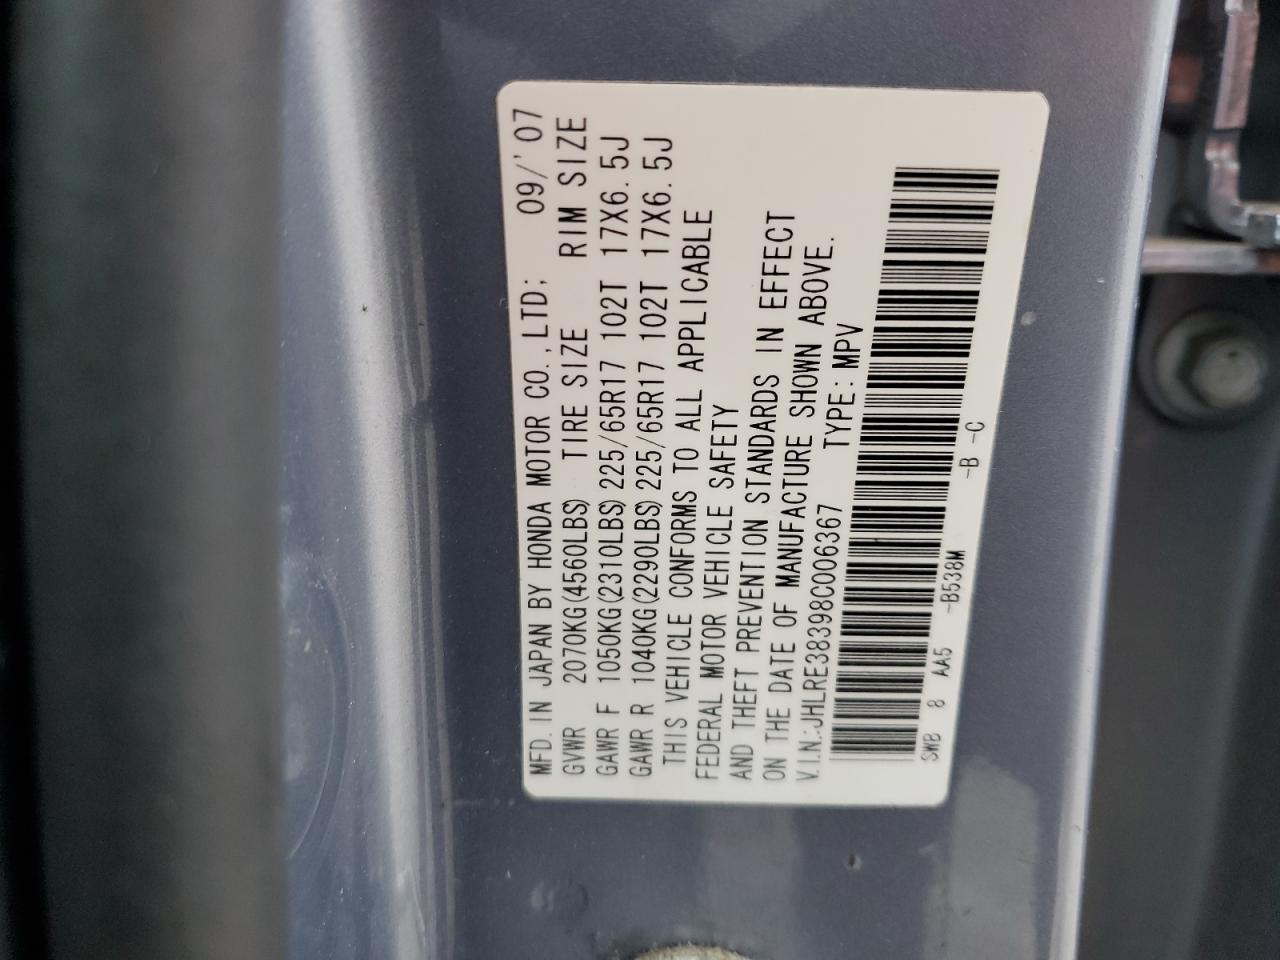 MFD. IN JAPAN BY HONDA MOTOR CO.,LTD; 09/'07
GVWR 2070KG(4560LBS) TIRE SIZE RIM SIZE
GAWR F 1050KG(2310LBS)225/65R17 102T 17X6.5J
GAWR R 1040KG(2290LBS)225/65R17 102T 17X6.5J
THIS VEHICLE CONFORMS TO ALL APPLICABLE
FEDERAL MOTOR VEHICLE SAFETY
AND THEFT PREVENTION STANDARDS IN EFFECT
ON THE DATE OF MANUFACTURE SHOWN ABOVE.
V.I.N.:JHLRE38398C006367 TYPE:MPV
SWB 8 AA5 -B538M -B -C